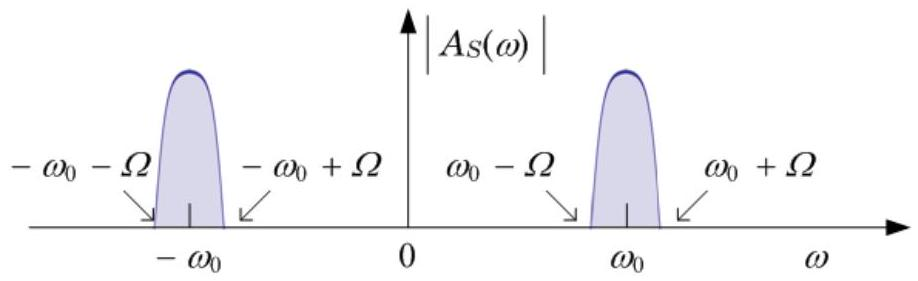 | A_S(ω) |
− ω₀ − Ω − ω₀ + Ω ω₀ − Ω ω₀ + Ω
− ω₀ 0 ω₀ ω